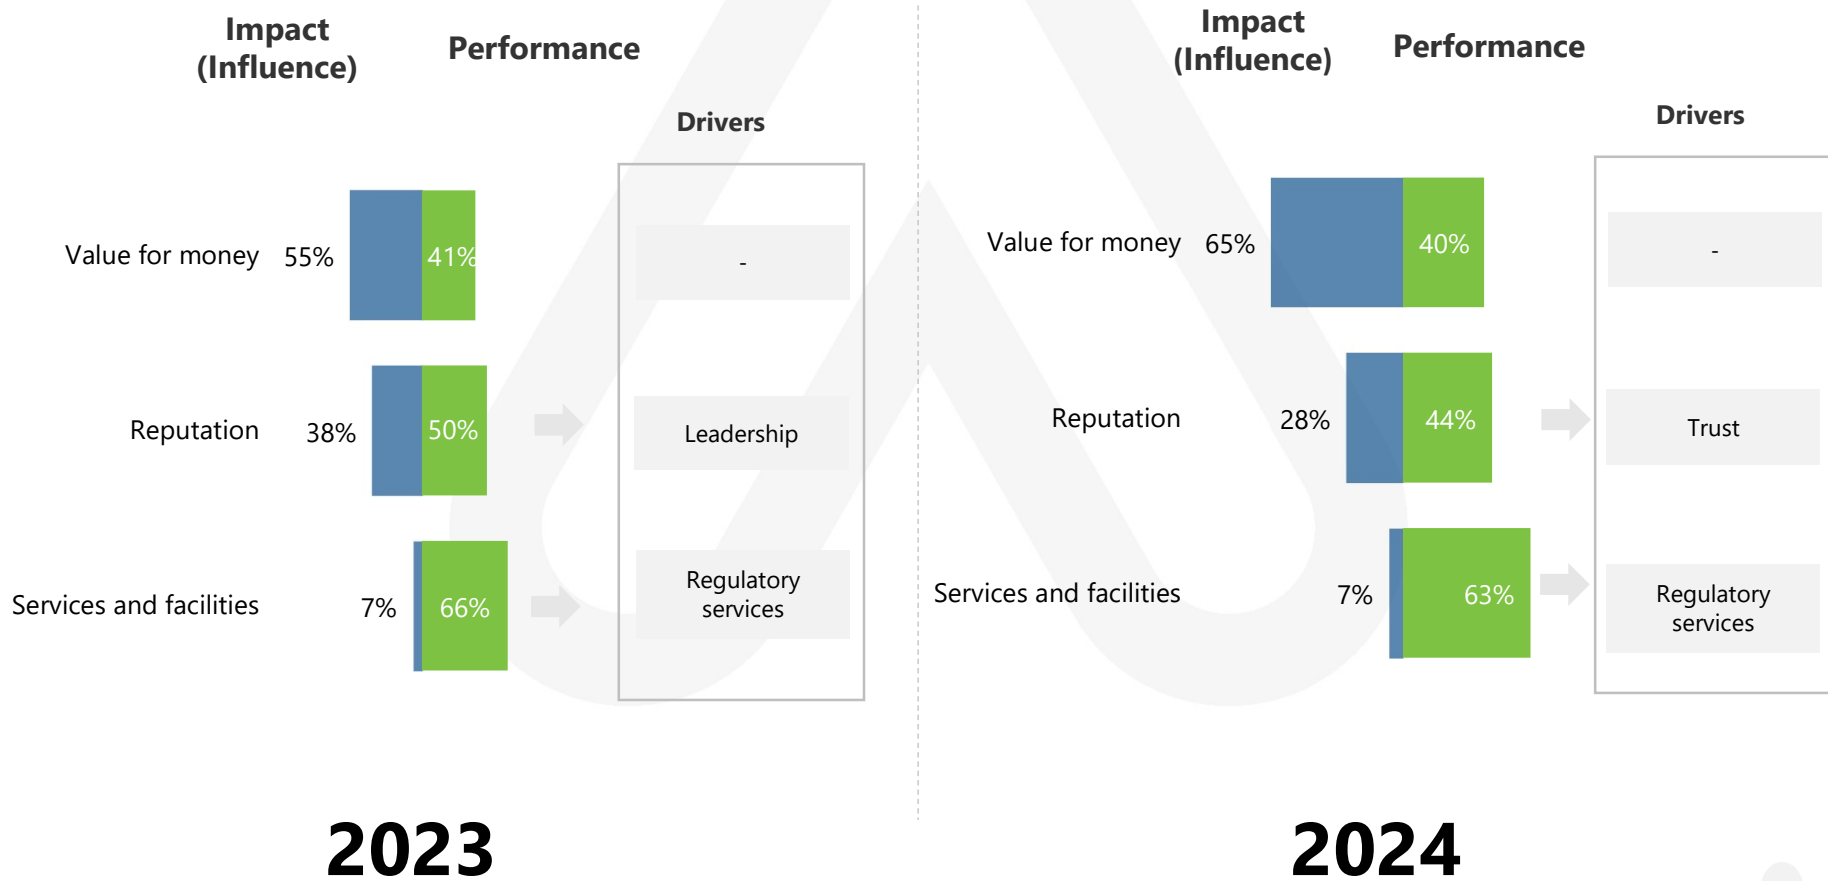 Impact
(Influence)
Performance
Drivers
Value for money 55% 41% -
Reputation 38% 50% Leadership
Services and facilities 7% 66% Regulatory
services
2023
Impact
(Influence)
Performance
Drivers
Value for money 65% 40% -
Reputation 28% 44% Trust
Services and facilities 7% 63% Regulatory
services
2024